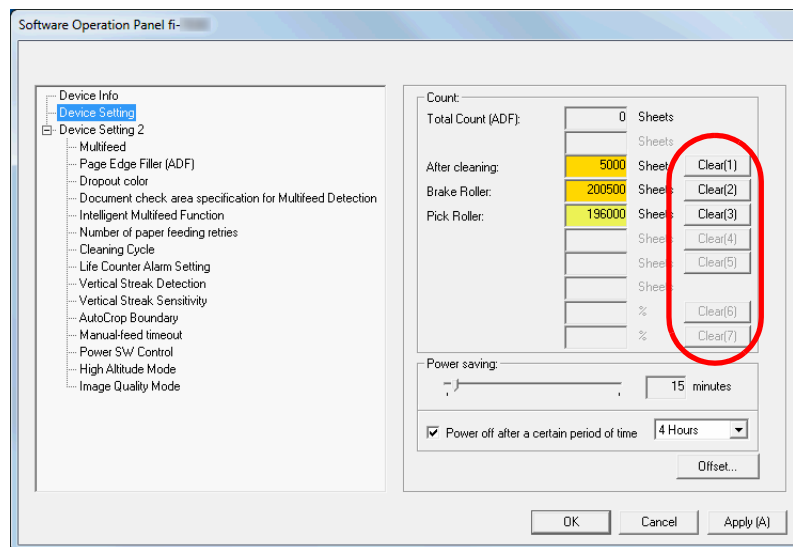 Software Operation Panel fi-
Device Info
Device Setting
Device Setting 2
Multifeed
Page Edge Filler (ADF)
Dropout color
Document check area specification for Multifeed Detection
Intelligent Multifeed Function
Number of paper feeding retries
Cleaning Cycle
Life Counter Alarm Setting
Vertical Streak Detection
Vertical Streak Sensitivity
AutoCrop Boundary
Manual-feed timeout
Power SW Control
High Altitude Mode
Image Quality Mode
Count:
Total Count (ADF): 0 Sheets
Sheets
After cleaning: 5000 Sheets Clear(1)
Brake Roller: 200500 Sheets Clear(2)
Pick Roller: 196000 Sheets Clear(3)
Sheets Clear(4)
Sheets Clear(5)
Sheets
% Clear(6)
% Clear(7)
Power saving:
15 minutes
Power off after a certain period of time 4 Hours
Offset...
OK Cancel Apply (A)